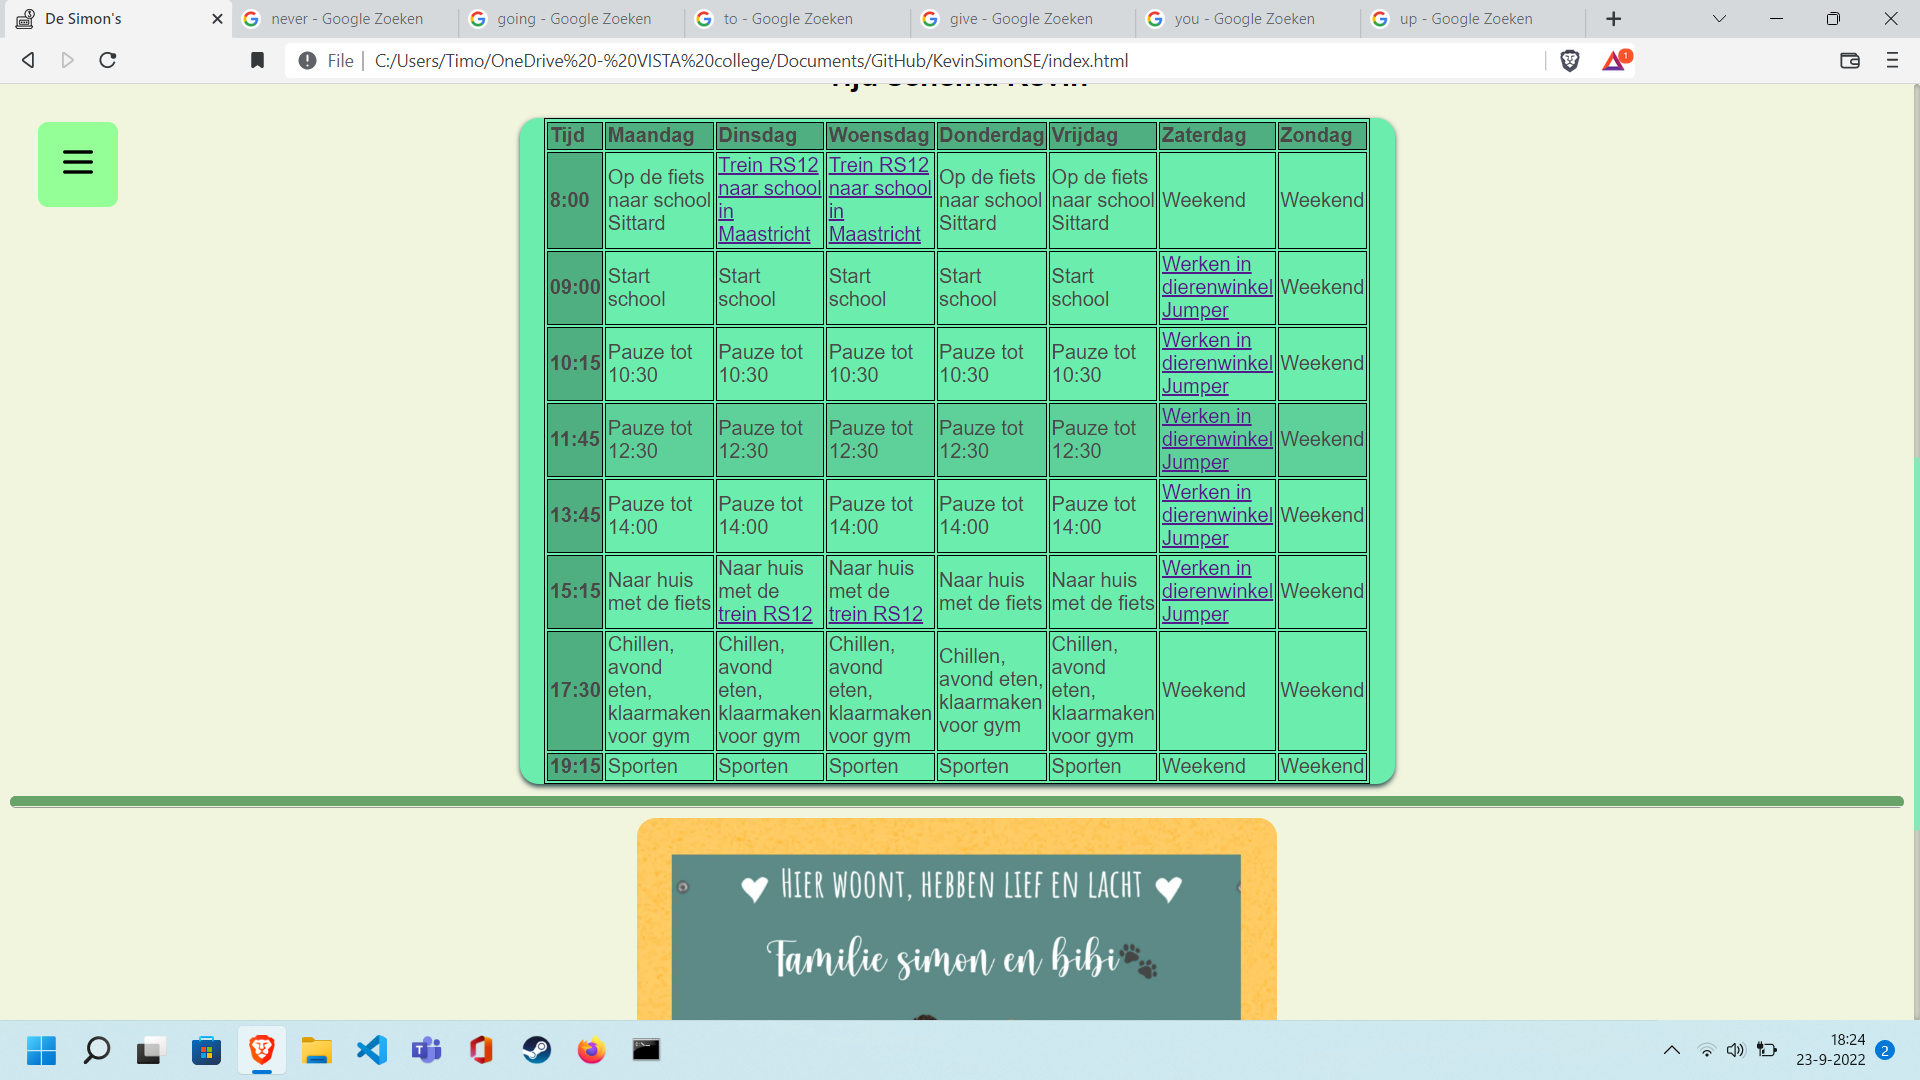 De Simon's
never - Google Zoeken
going - Google Zoeken
to - Google Zoeken
give - Google Zoeken
you - Google Zoeken
up - Google Zoeken
File
C:/Users/Timo/OneDrive%20-%20VISTA%20college/Documents/GitHub/KevinSimonSE/index.html
1
Tijd Maandag Dinsdag Woensdag Donderdag Vrijdag Zaterdag Zondag
8:00
Op de fiets
naar school
Sittard
Trein RS12
naar school
in
Maastricht
Trein RS12
naar school
in
Maastricht
Op de fiets
naar school
Sittard
Op de fiets
naar school
Sittard
Weekend
Weekend
09:00
Start
school
Start
school
Start
school
Start
school
Start
school
Werken in
dierenwinkel
Jumper
Weekend
10:15
Pauze tot
10:30
Pauze tot
10:30
Pauze tot
10:30
Pauze tot
10:30
Pauze tot
10:30
Werken in
dierenwinkel
Jumper
Weekend
11:45
Pauze tot
12:30
Pauze tot
12:30
Pauze tot
12:30
Pauze tot
12:30
Pauze tot
12:30
Werken in
dierenwinkel
Jumper
Weekend
13:45
Pauze tot
14:00
Pauze tot
14:00
Pauze tot
14:00
Pauze tot
14:00
Pauze tot
14:00
Werken in
dierenwinkel
Jumper
Weekend
15:15
Naar huis
met de fiets
Naar huis
met de
trein RS12
Naar huis
met de
trein RS12
Naar huis
met de fiets
Naar huis
met de fiets
Werken in
dierenwinkel
Jumper
Weekend
17:30
Chillen,
avond
eten,
klaarmaken
voor gym
Chillen,
avond
eten,
klaarmaken
voor gym
Chillen,
avond
eten,
klaarmaken
voor gym
Chillen,
avond eten,
klaarmaken
voor gym
Chillen,
avond
eten,
klaarmaken
voor gym
Weekend
Weekend
19:15 Sporten Sporten Sporten Sporten Sporten Weekend Weekend
Hier woont, hebben lief en lacht
Familie simon en bibi
18:24
23-9-2022
2